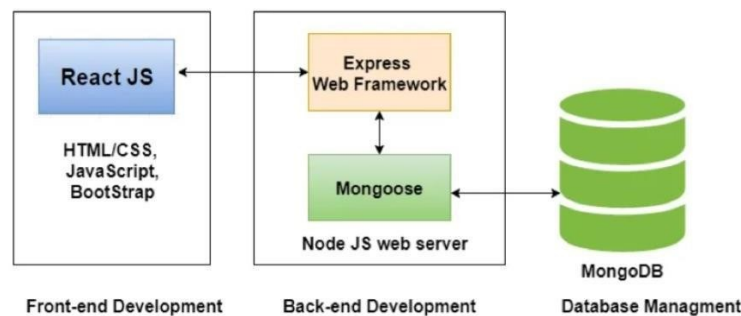 React JS
HTML/CSS,
JavaScript,
BootStrap
Express
Web Framework
Mongoose
Node JS web server
MongoDB
Front-end Development
Back-end Development
Database Managment